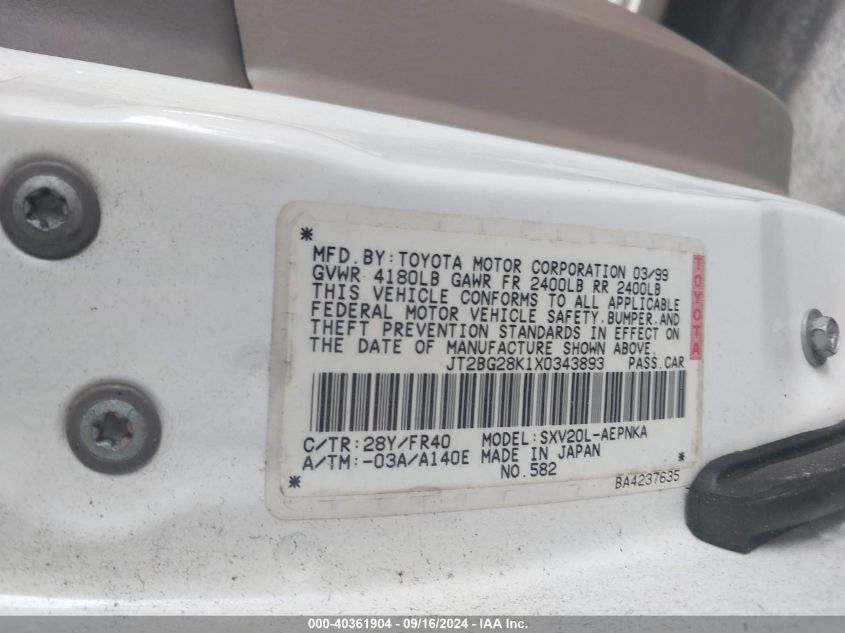 * MFD.BY:TOYOTA MOTOR CORPORATION 03/99
GVWR 4180LB GAWR FR 2400LB RR 2400LB
THIS VEHICLE CONFORMS TO ALL APPLICABLE
FEDERAL MOTOR VEHICLE SAFETY,BUMPER,AND
THEFT PREVENTION STANDARDS IN EFFECT ON
THE DATE OF MANUFACTURE SHOWN ABOVE.
JT2BG28K1X0343893 PASS.CAR
TOYOTA
C/TR:28Y/FR40 MODEL:SXV20L-AEPNKA
A/TM:-03A/A140E MADE IN JAPAN *
* NO.582 BA4237635
000-40361904 - 09/16/2024 - IAA Inc.